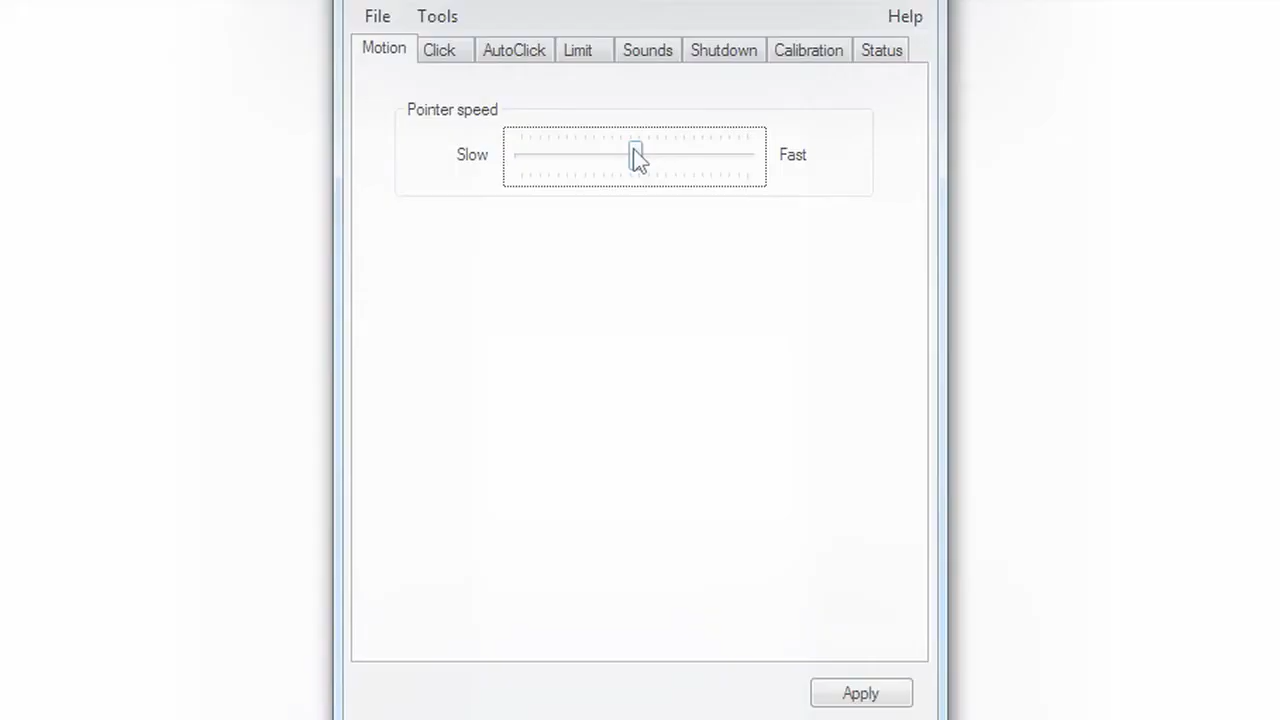 File Tools Help
Motion Click AutoClick Limit Sounds Shutdown Calibration Status
Pointer speed
Slow Fast
Apply